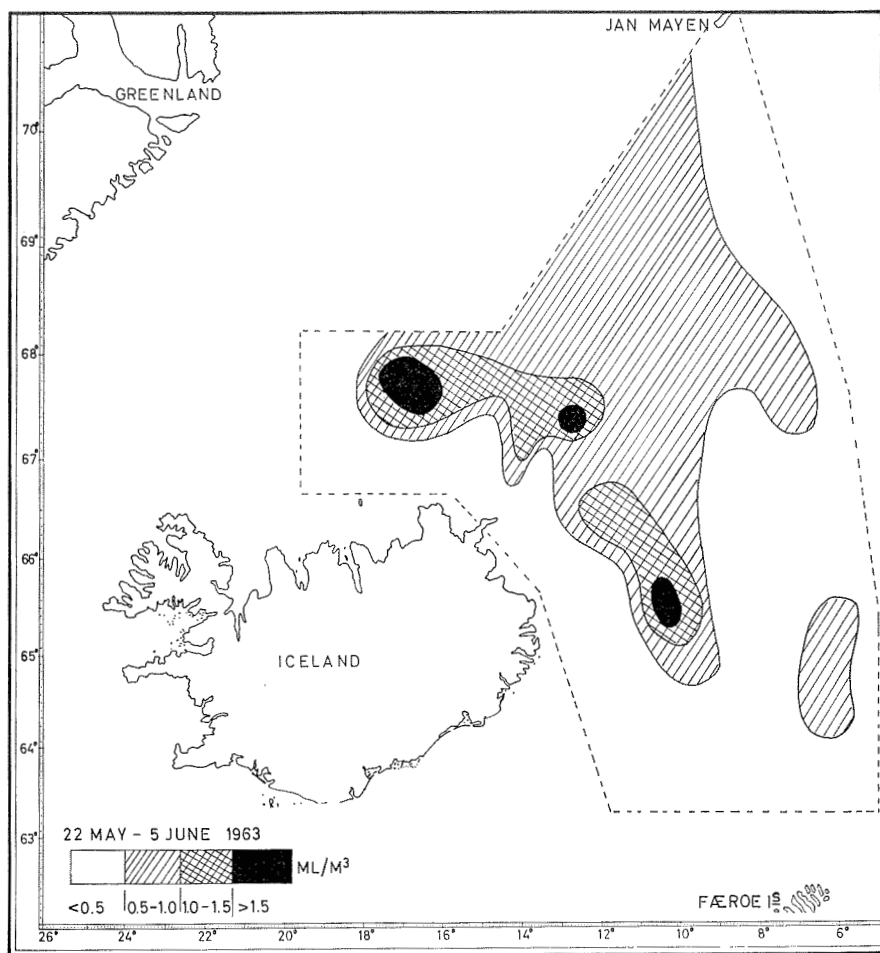 JAN MAYEN
GREENLAND
70°
69°
68°
67°
66°
65°
ICELAND
64°
63°
22 MAY – 5 JUNE 1963
ML/M³
<0.5 0.5-1.0 1.0-1.5 >1.5
FÆROE IS
26° 24° 22° 20° 18° 16° 14° 12° 10° 8° 6°